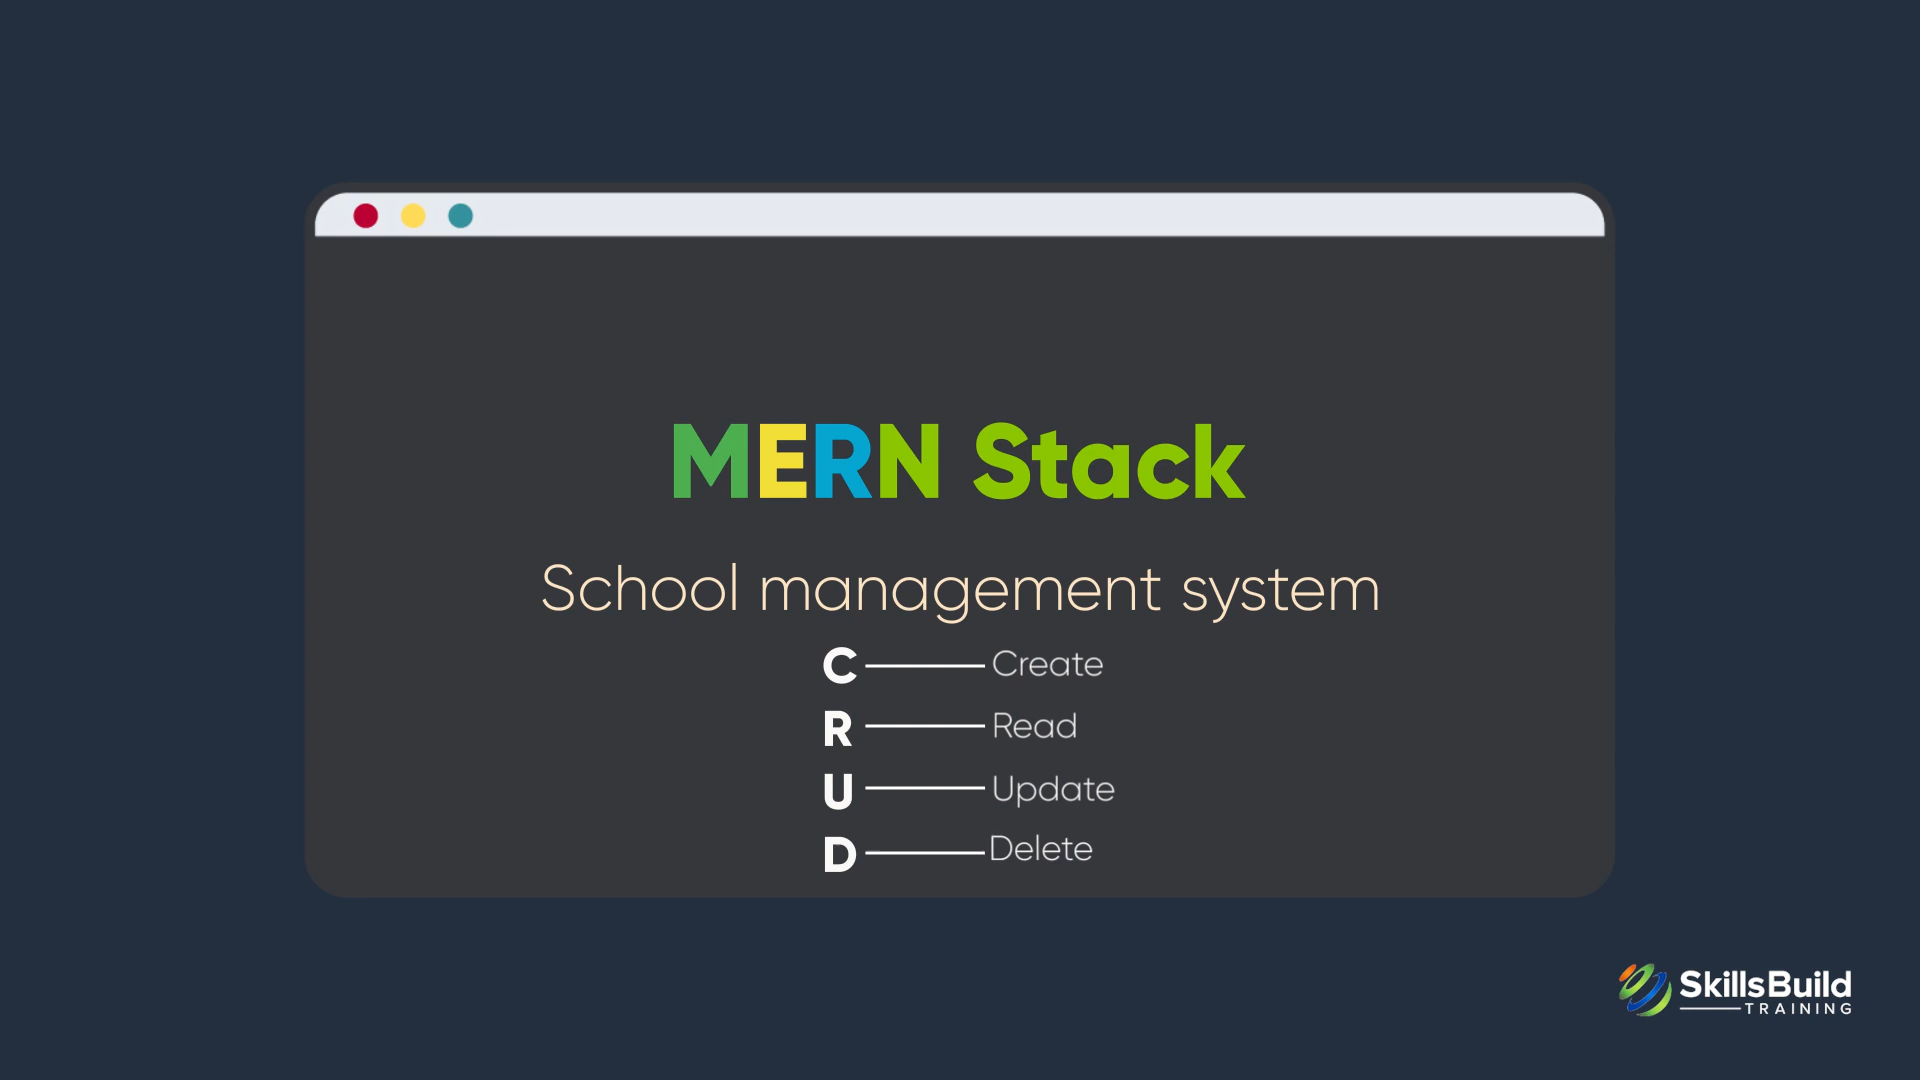 MERN Stack
School management system
C Create
R Read
U Update
D Delete
SkillsBuild
TRAINING